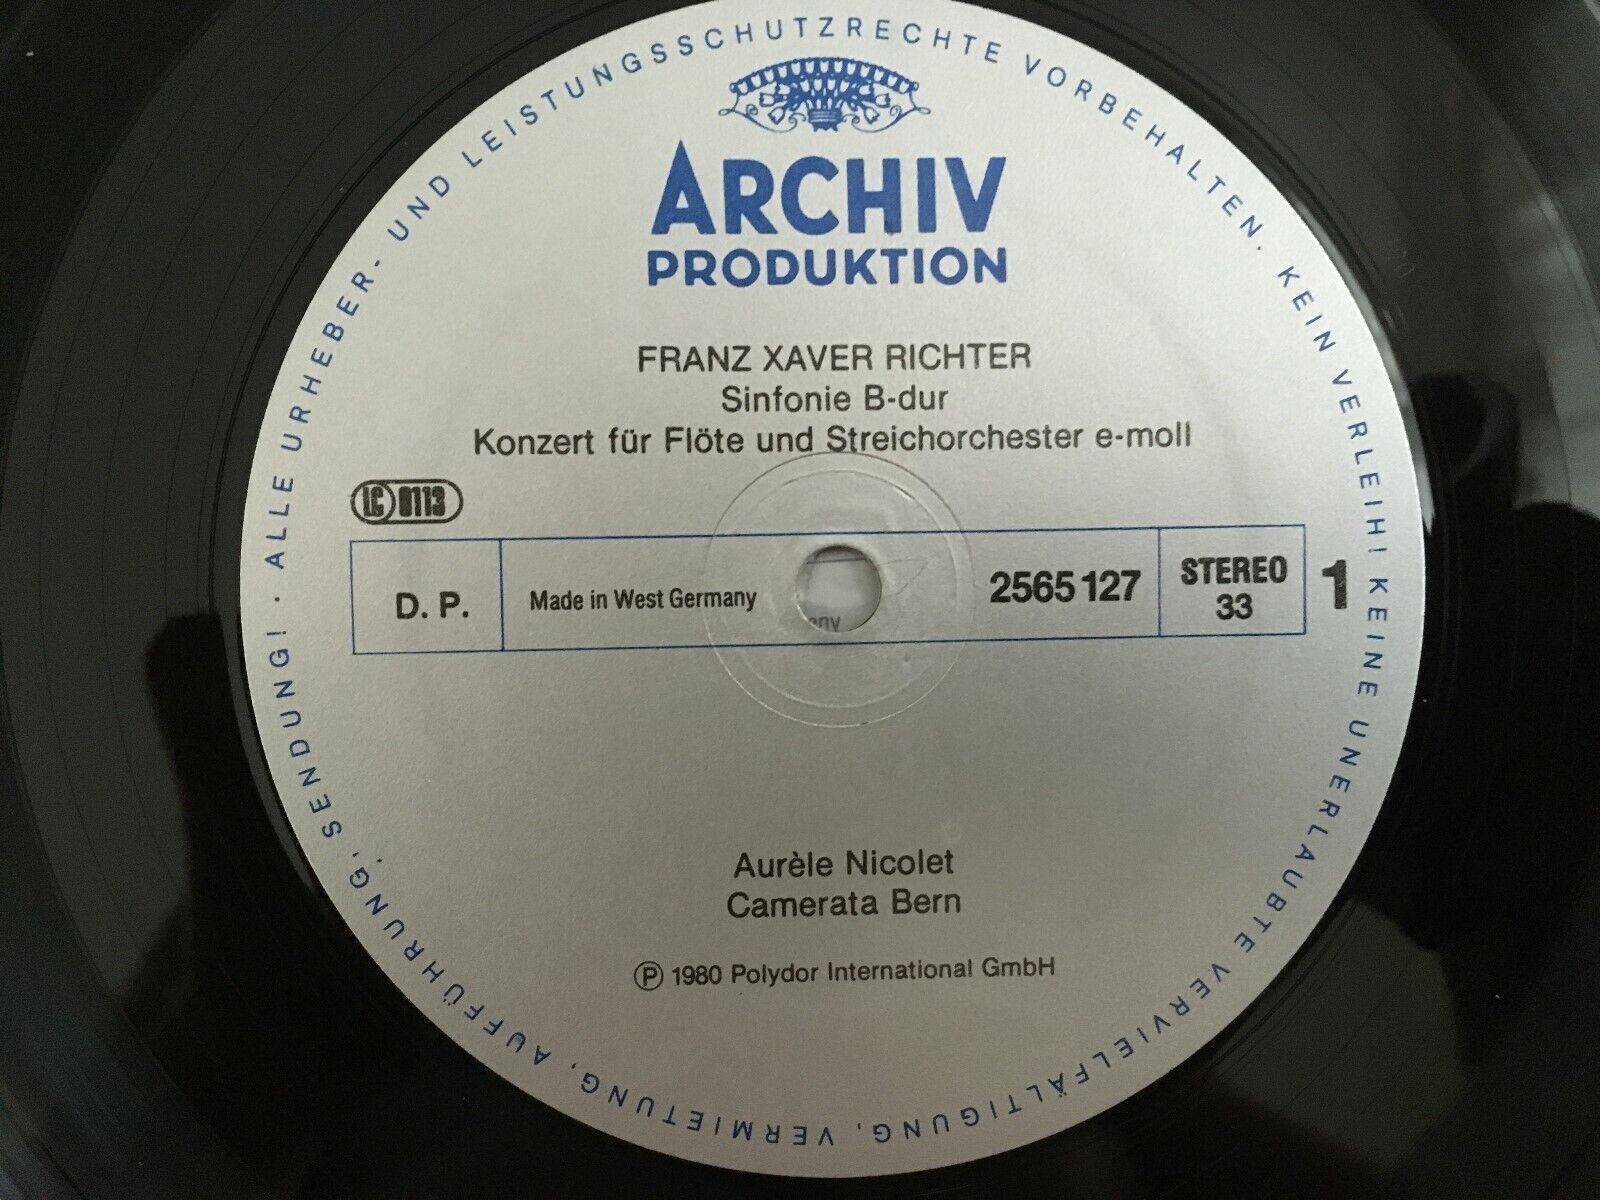 ALLE URHEBER- UND LEISTUNGSSCHUTZRECHTE VORBEHALTEN. KEIN VERLEIH! KEINE UNERLAUBTE VERVIELFÄLTIGUNG, VERMIETUNG, AUFFÜHRUNG, SENDUNG! ·
ARCHIV
PRODUKTION
FRANZ XAVER RICHTER
Sinfonie B-dur
Konzert für Flöte und Streichorchester e-moll
LC 0113
D. P.
Made in West Germany
2565 127
STEREO
33
1
Aurèle Nicolet
Camerata Bern
Ⓟ 1980 Polydor International GmbH